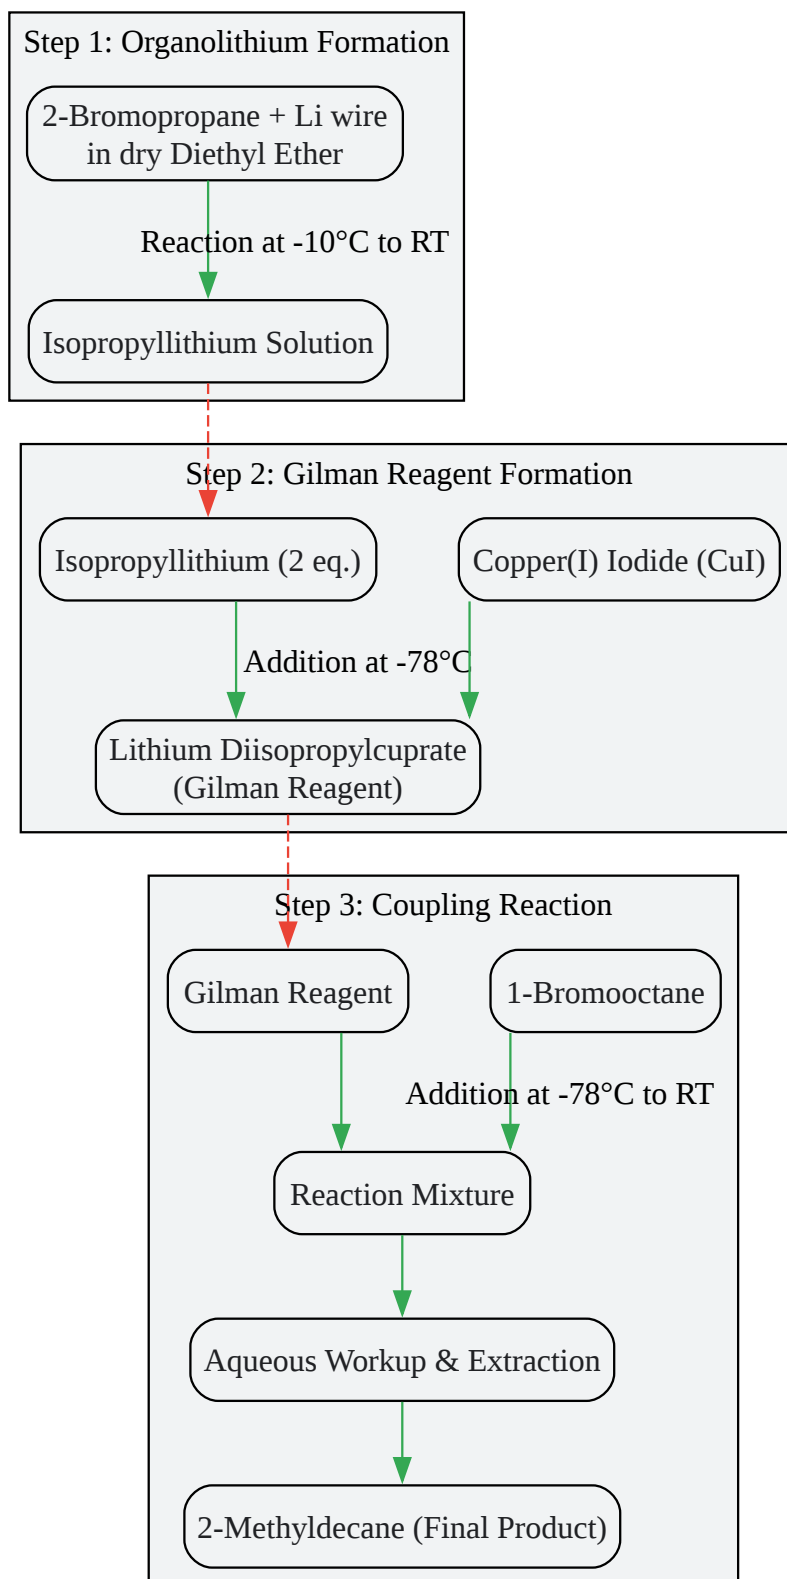 Step 1: Organolithium Formation
2-Bromopropane + Li wire
in dry Diethyl Ether
Reaction at -10°C to RT
Isopropyllithium Solution
Step 2: Gilman Reagent Formation
Isopropyllithium (2 eq.)
Copper(I) Iodide (CuI)
Addition at -78°C
Lithium Diisopropylcuprate
(Gilman Reagent)
Step 3: Coupling Reaction
Gilman Reagent
1-Bromooctane
Addition at -78°C to RT
Reaction Mixture
Aqueous Workup & Extraction
2-Methyldecane (Final Product)